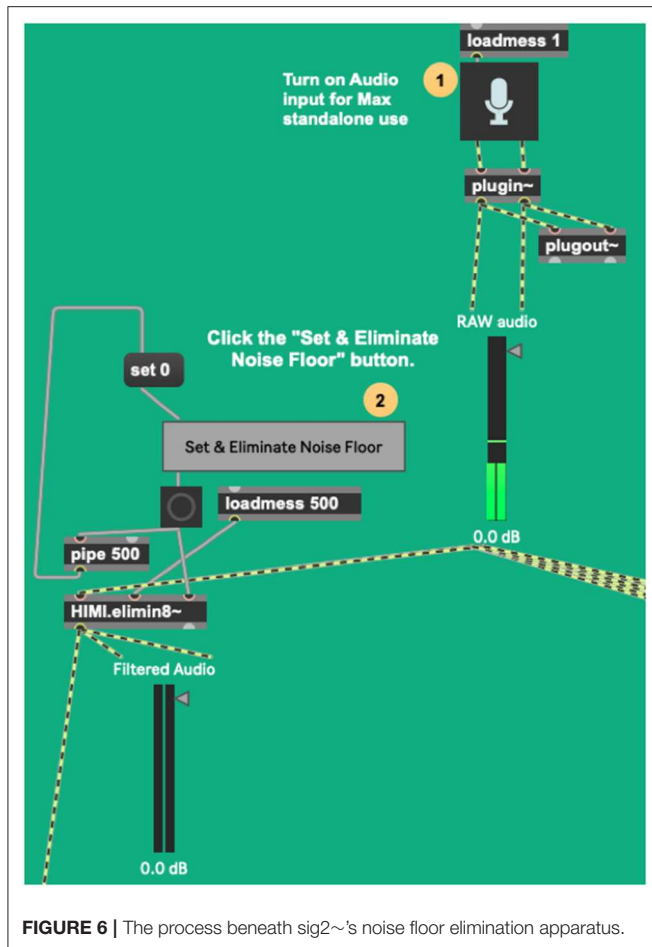 loadmess 1
Turn on Audio
input for Max
standalone use
1
plugin~
plugout~
RAW audio
Click the "Set & Eliminate
Noise Floor" button.
set 0
2
Set & Eliminate Noise Floor
loadmess 500
pipe 500
0.0 dB
HIMI.elimin8~
Filtered Audio
0.0 dB
FIGURE 6 | The process beneath sig2~'s noise floor elimination apparatus.